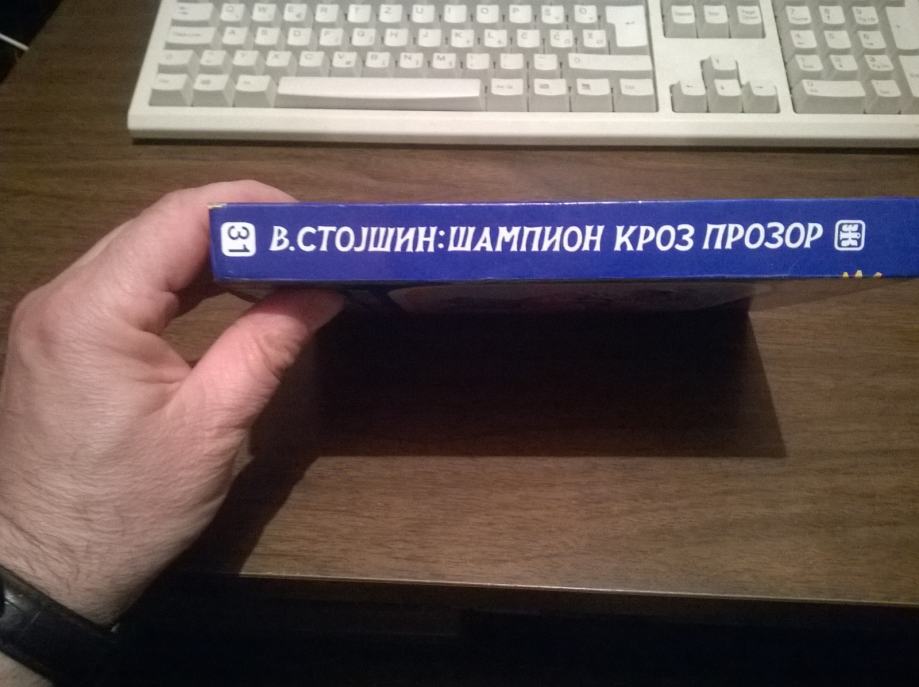 31 В.СТОЈШИН:ШАМПИОН КРОЗ ПРОЗОР
Q W E R T Z U I O P Š Đ
A S D F G H J K L Č Ć Ž